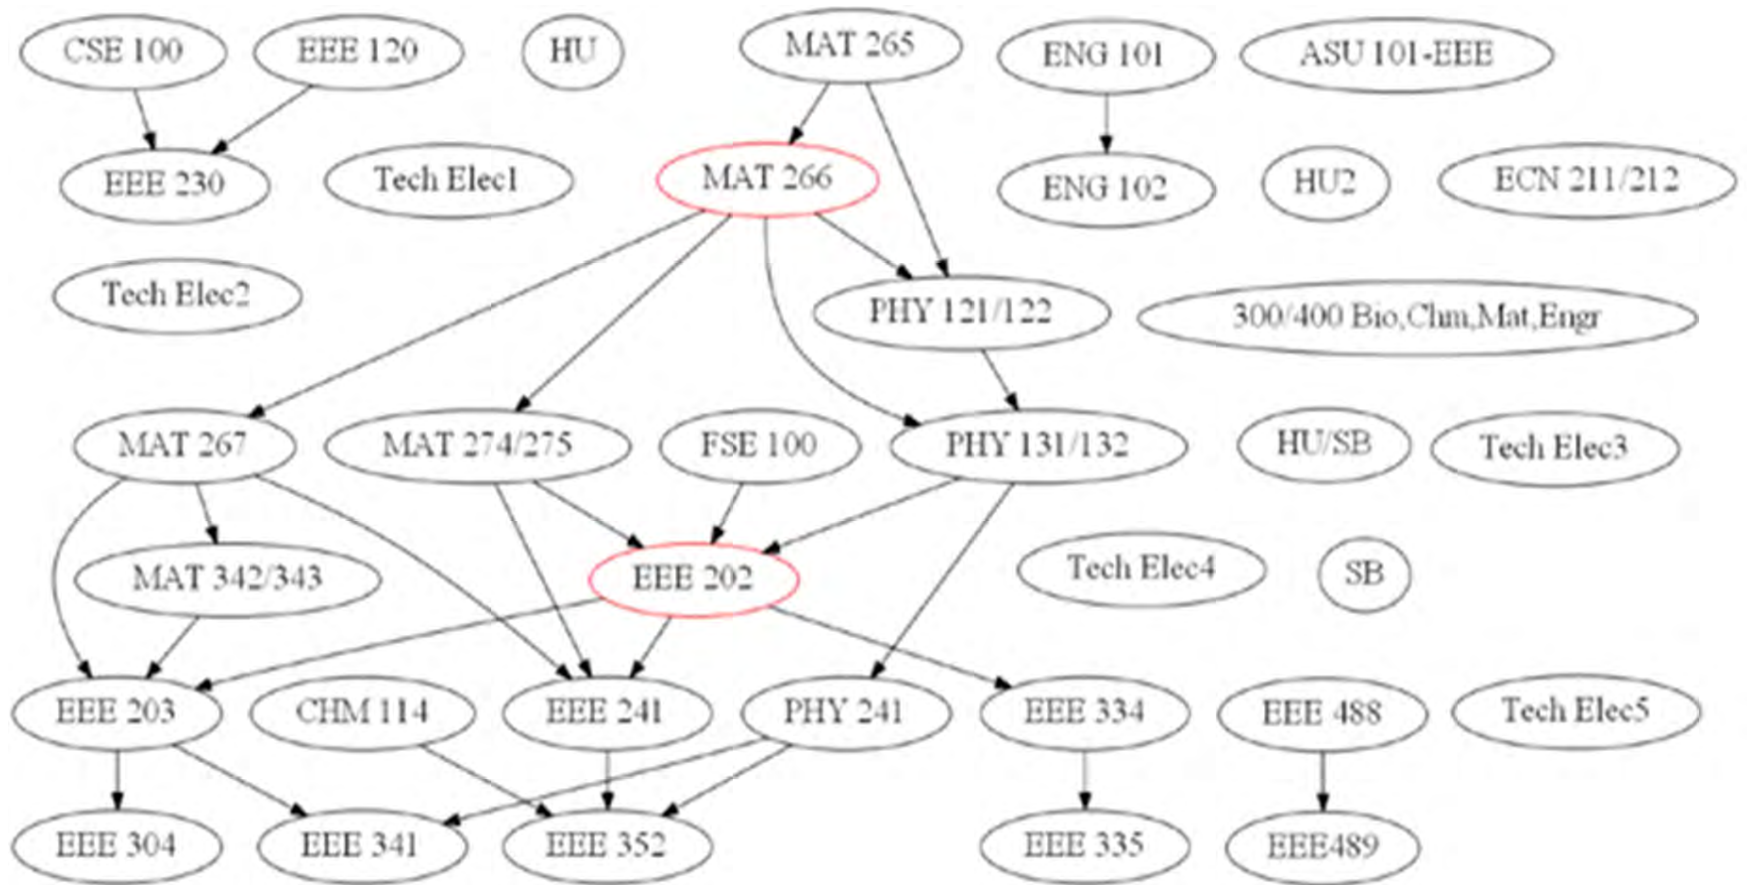 CSE 100
EEE 120
HU
MAT 265
ENG 101
ASU 101-EEE
EEE 230
Tech Elec1
MAT 266
ENG 102
HU2
ECN 211/212
Tech Elec2
PHY 121/122
300/400 Bio,Chm,Mat,Engr
MAT 267
MAT 274/275
FSE 100
PHY 131/132
HU/SB
Tech Elec3
MAT 342/343
EEE 202
Tech Elec4
SB
EEE 203
CHM 114
EEE 241
PHY 241
EEE 334
EEE 488
Tech Elec5
EEE 304
EEE 341
EEE 352
EEE 335
EEE489